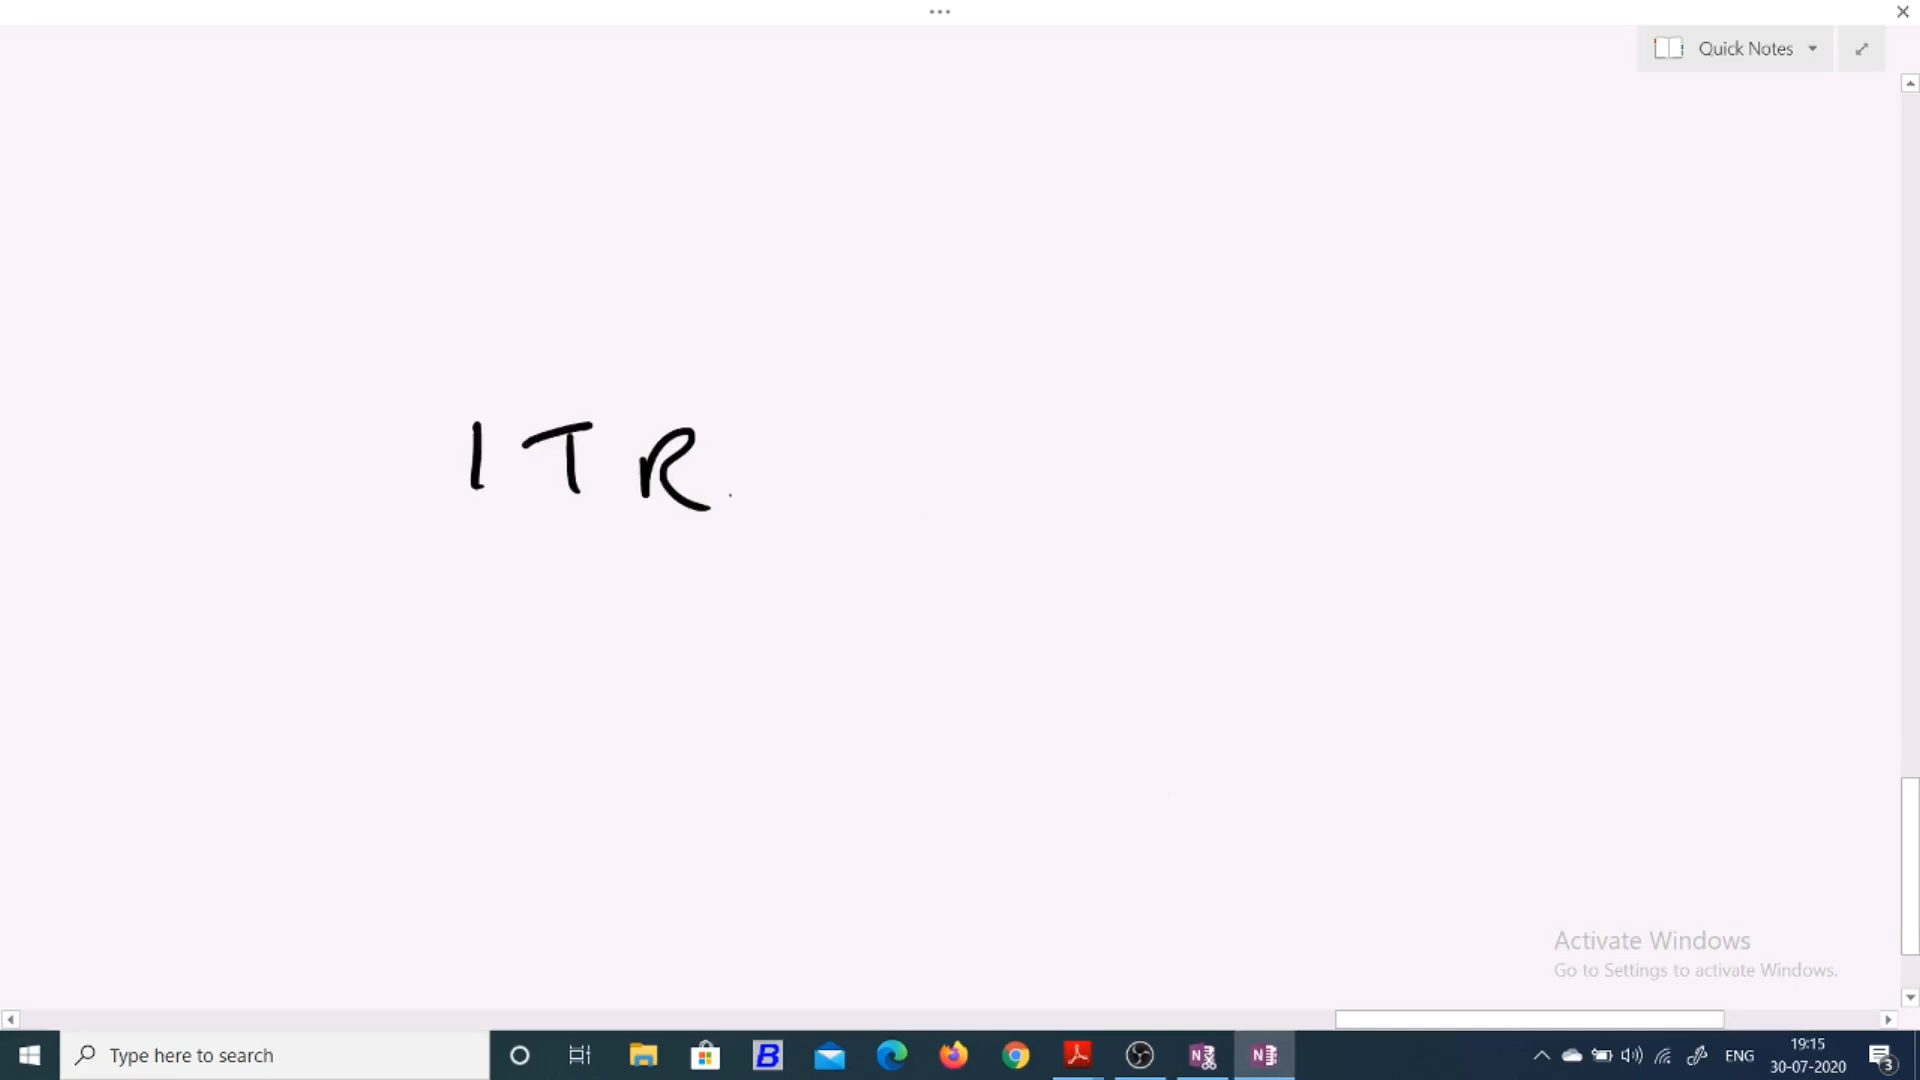 Quick Notes
ITR
Activate Windows
Go to Settings to activate Windows.
Type here to search
ENG
19:15
30-07-2020
3